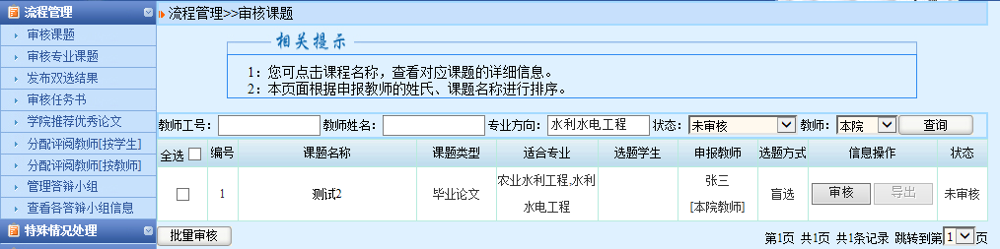 流程管理
审核课题
审核专业课题
发布双选结果
审核任务书
学院推荐优秀论文
分配评阅教师[按学生]
分配评阅教师[按教师]
管理答辩小组
查看各答辩小组信息
特殊情况处理
流程管理>>审核课题
相关提示
1：您可点击课程名称，查看对应课题的详细信息。
2：本页面根据申报教师的姓氏、课题名称进行排序。
教师工号： 教师姓名： 专业方向： 水利水电工程 状态： 未审核 教师： 本院 查询
全选 编号 课题名称 课题类型 适合专业 选题学生 申报教师 选题方式 信息操作 状态
1 测试2 毕业论文 农业水利工程,水利水电工程 张三 [本院教师] 盲选 审核 导出 未审核
批量审核 第1页 共1页 共1条记录 跳转到第 1 页